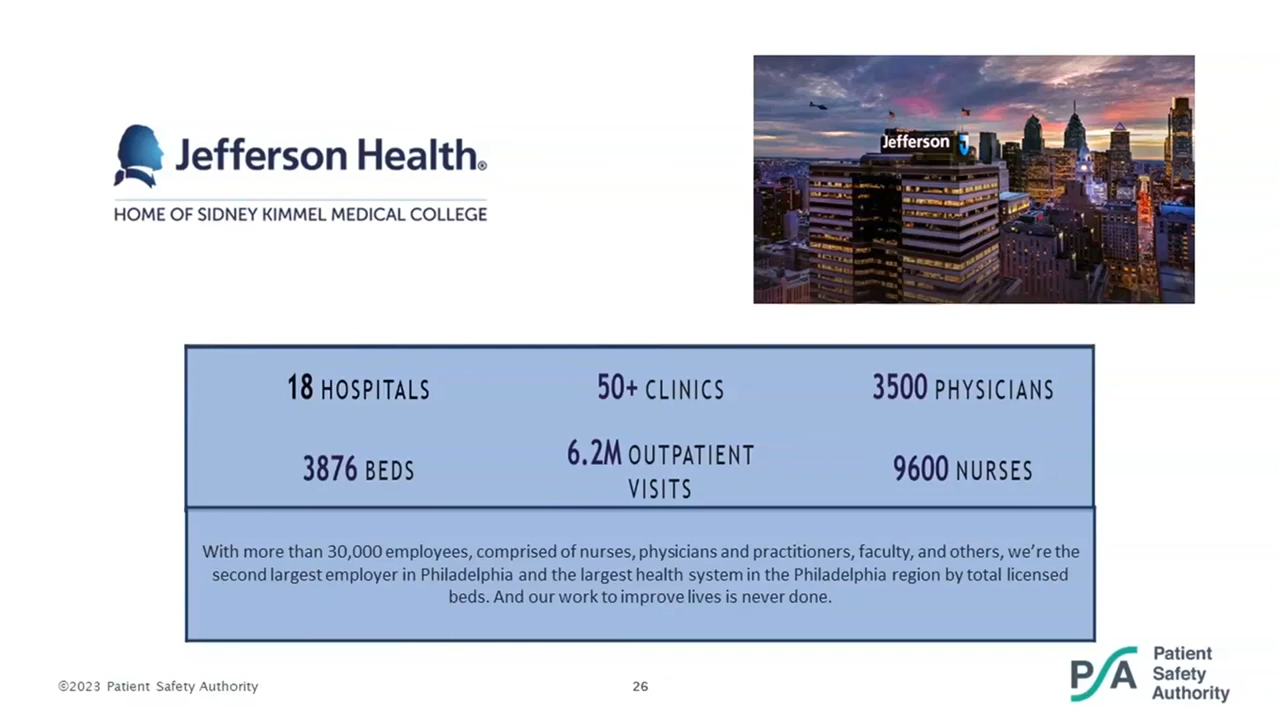 Jefferson Health®
HOME OF SIDNEY KIMMEL MEDICAL COLLEGE
Jefferson
18 HOSPITALS
50+ CLINICS
3500 PHYSICIANS
3876 BEDS
6.2M OUTPATIENT
VISITS
9600 NURSES
With more than 30,000 employees, comprised of nurses, physicians and practitioners, faculty, and others, we’re the
second largest employer in Philadelphia and the largest health system in the Philadelphia region by total licensed
beds. And our work to improve lives is never done.
©2023 Patient Safety Authority
26
PSA
Patient
Safety
Authority